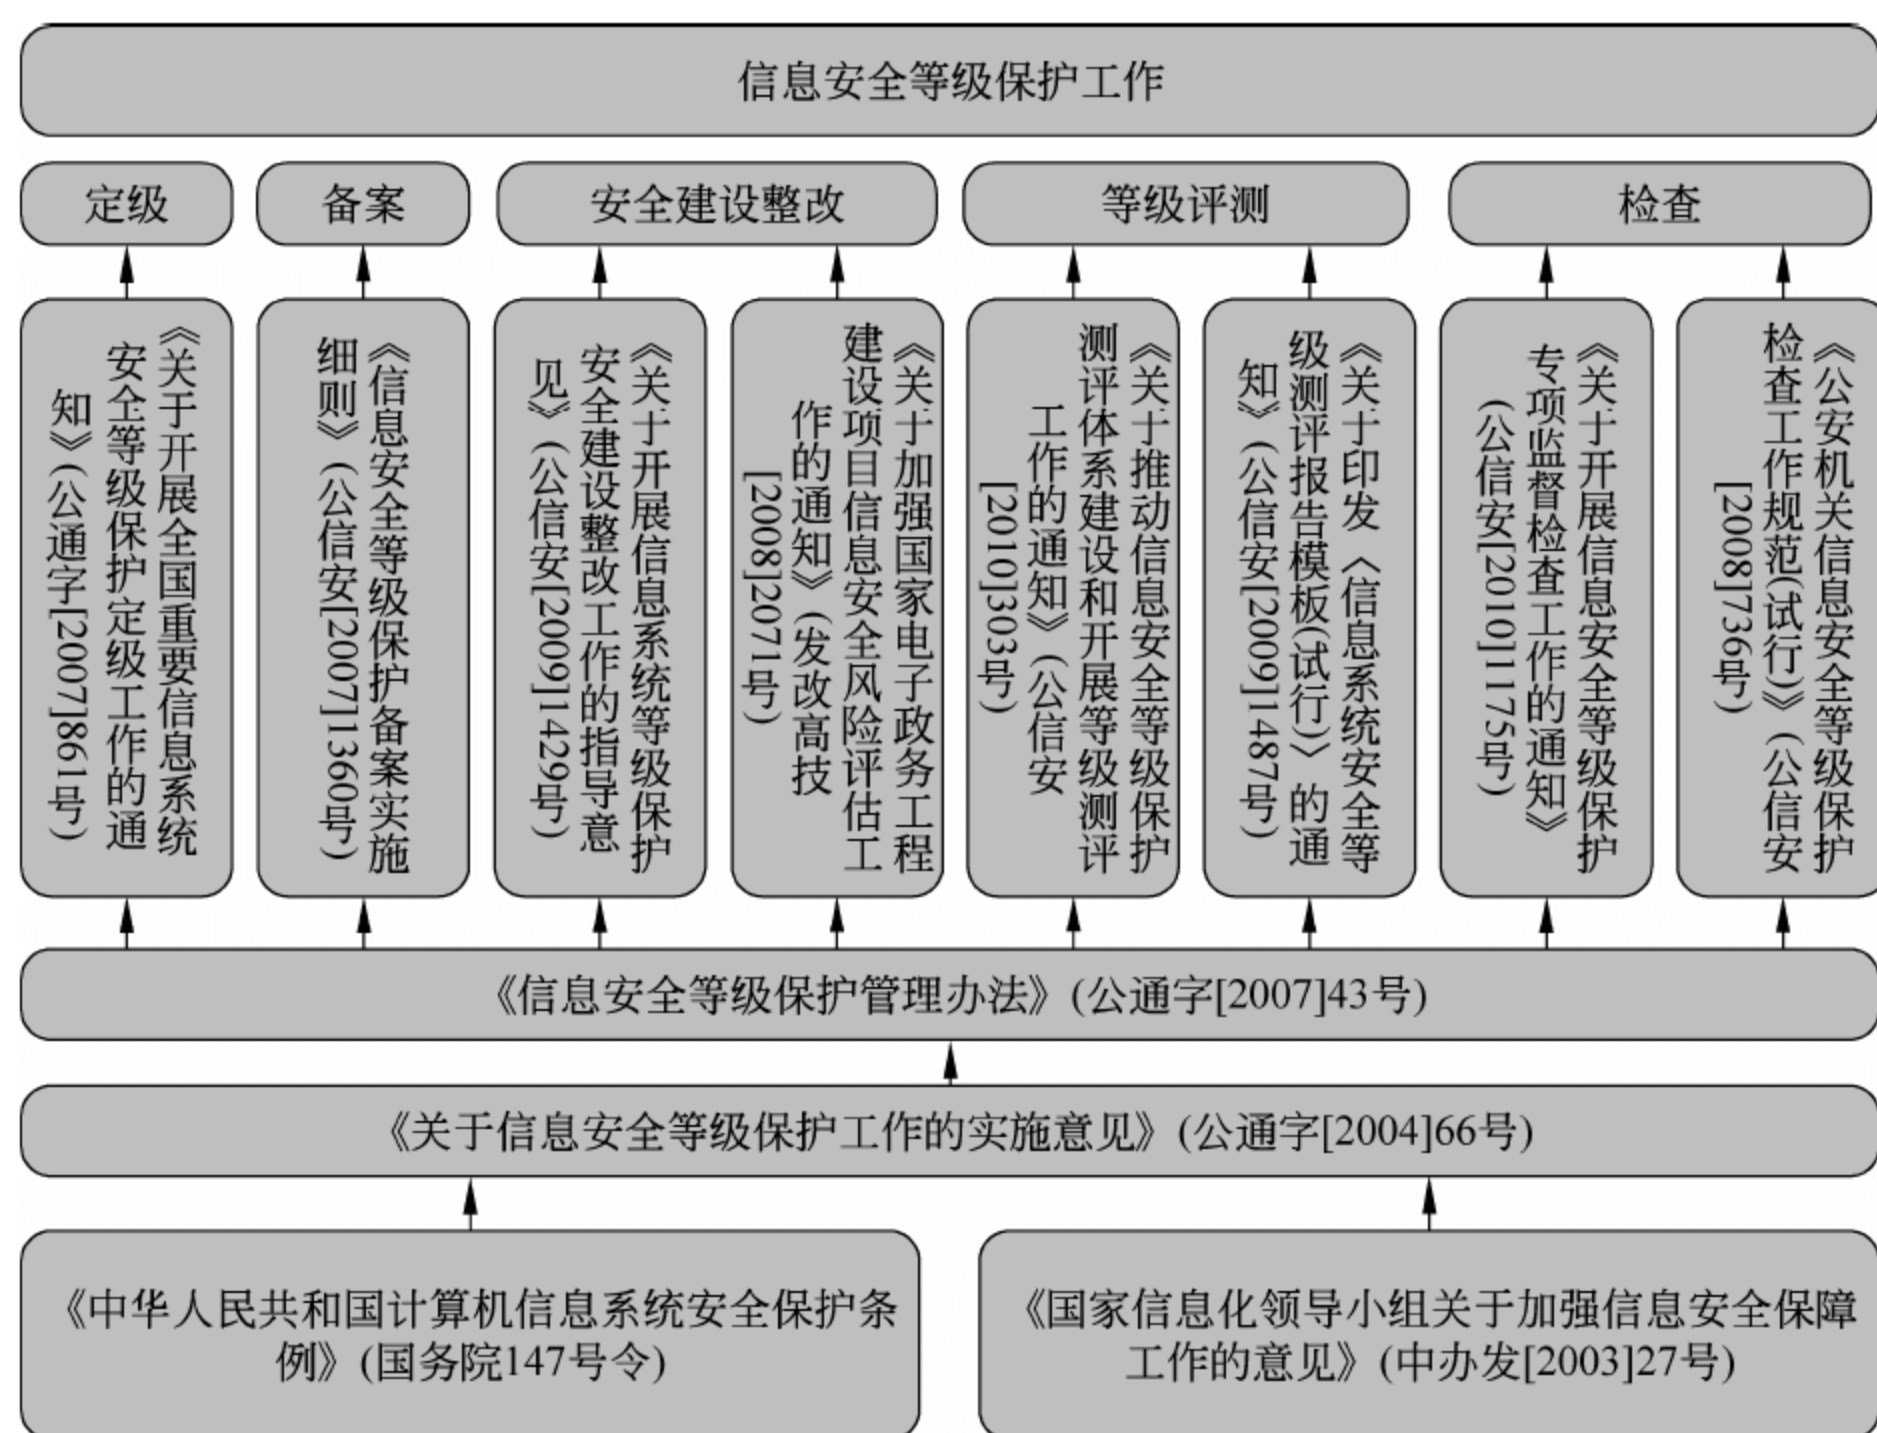 信息安全等级保护工作
定级
备案
安全建设整改
等级评测
检查
《关于开展全国重要信息系统
安全等级保护定级工作的通
知》(公通字[2007]861号)
《信息安全等级保护备案实施
细则》(公信安[2007]1360号)
《关于开展信息系统等级保护
安全建设整改工作的指导意
见》(公信安[2009]1429号)
《关于加强国家电子政务工程
建设项目信息安全风险评估工
作的通知》(发改高技
[2008]2071号)
《关于推动信息安全等级保护
测评体系建设和开展等级测评
工作的通知》(公信安
[2010]303号)
《关于印发〈信息系统安全等
级测评报告模板(试行)〉的通
知》(公信安[2009]1487号)
《关于开展信息安全等级保护
专项监督检查工作的通知》
(公信安[2010]1175号)
《公安机关信息安全等级保护
检查工作规范(试行)》(公信安
[2008]736号)
《信息安全等级保护管理办法》(公通字[2007]43号)
《关于信息安全等级保护工作的实施意见》(公通字[2004]66号)
《中华人民共和国计算机信息系统安全保护条
例》(国务院147号令)
《国家信息化领导小组关于加强信息安全保障
工作的意见》(中办发[2003]27号)